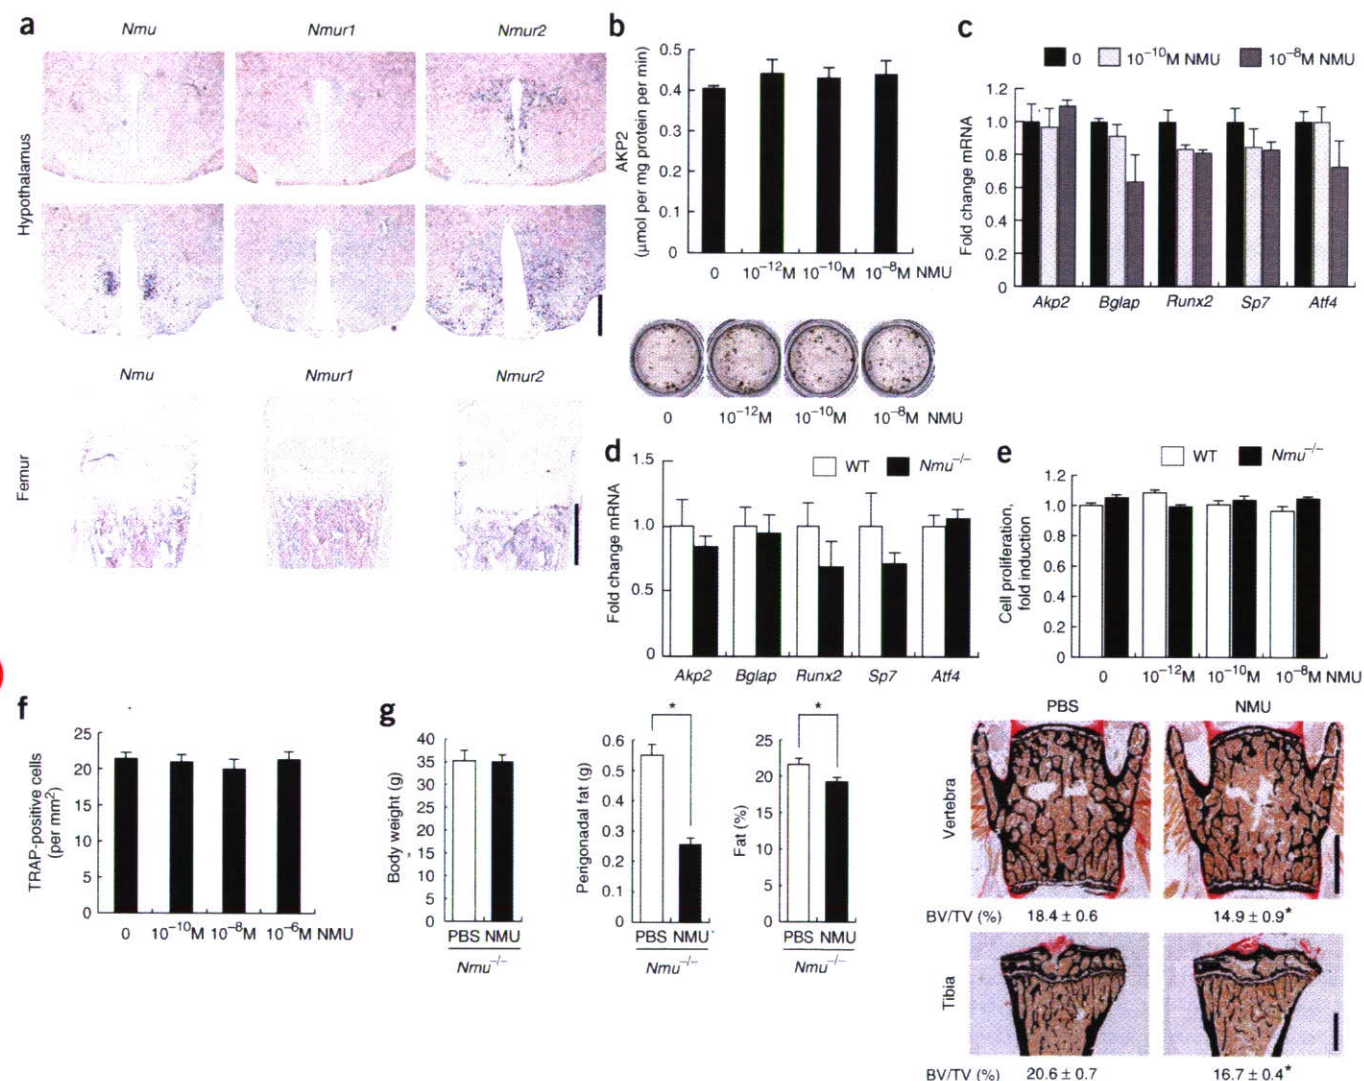 a
Nmu Nmur1 Nmur2
Hypothalamus
Nmu Nmur1 Nmur2
Femur
b
0.5
0.4
0.3
0.2
0.1
0
AKP2
(µmol per mg protein per min)
0 10⁻¹²M 10⁻¹⁰M 10⁻⁸M NMU
0 10⁻¹²M 10⁻¹⁰M 10⁻⁸M NMU
c
0 10⁻¹⁰M NMU 10⁻⁸M NMU
1.2
1.0
0.8
0.6
0.4
0.2
0
Fold change mRNA
Akp2 Bglap Runx2 Sp7 Atf4
d
WT Nmu⁻/⁻
1.5
1.0
0.5
0
Fold change mRNA
Akp2 Bglap Runx2 Sp7 Atf4
e
WT Nmu⁻/⁻
1.2
1.0
0.8
0.6
0.4
0.2
0
Cell proliferation,
fold induction
0 10⁻¹²M 10⁻¹⁰M 10⁻⁸M NMU
f
25
20
15
10
5
0
TRAP-positive cells
(per mm²)
0 10⁻¹⁰M 10⁻⁸M 10⁻⁶M NMU
g
40
35
30
25
20
15
10
5
0
Body weight (g)
PBS NMU
Nmu⁻/⁻
*
0.6
0.5
0.4
0.3
0.2
0.1
0
Perigonadal fat (g)
PBS NMU
Nmu⁻/⁻
*
25
20
15
10
5
0
Fat (%)
PBS NMU
Nmu⁻/⁻
PBS NMU
Vertebra
BV/TV (%) 18.4 ± 0.6 14.9 ± 0.9*
Tibia
BV/TV (%) 20.6 ± 0.7 16.7 ± 0.4*